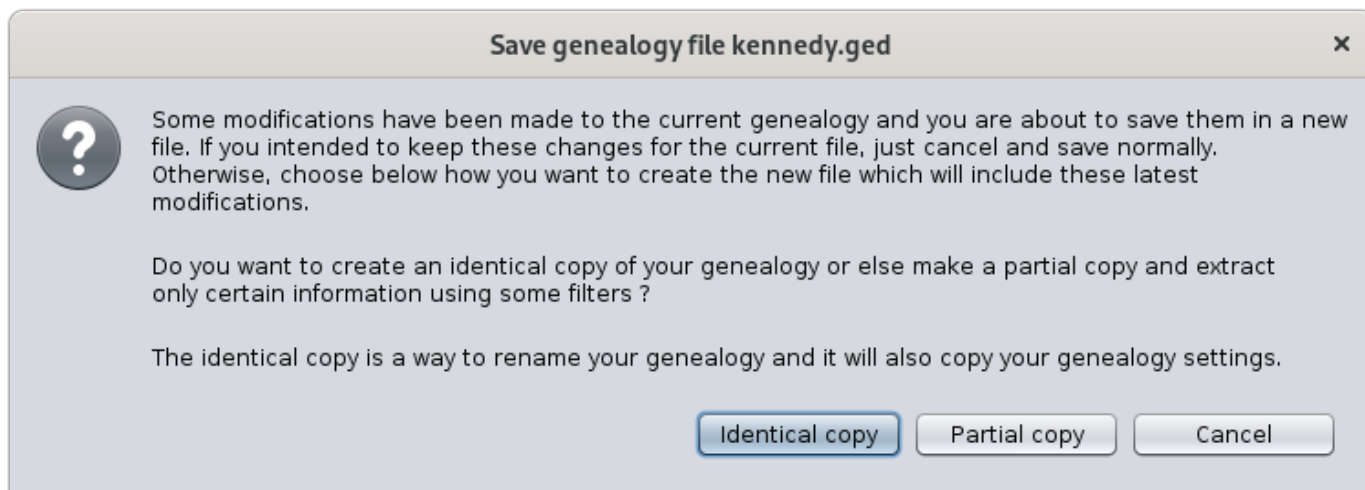 Save genealogy file kennedy.ged
Some modifications have been made to the current genealogy and you are about to save them in a new
file. If you intended to keep these changes for the current file, just cancel and save normally.
Otherwise, choose below how you want to create the new file which will include these latest
modifications.
Do you want to create an identical copy of your genealogy or else make a partial copy and extract
only certain information using some filters ?
The identical copy is a way to rename your genealogy and it will also copy your genealogy settings.
Identical copy Partial copy Cancel